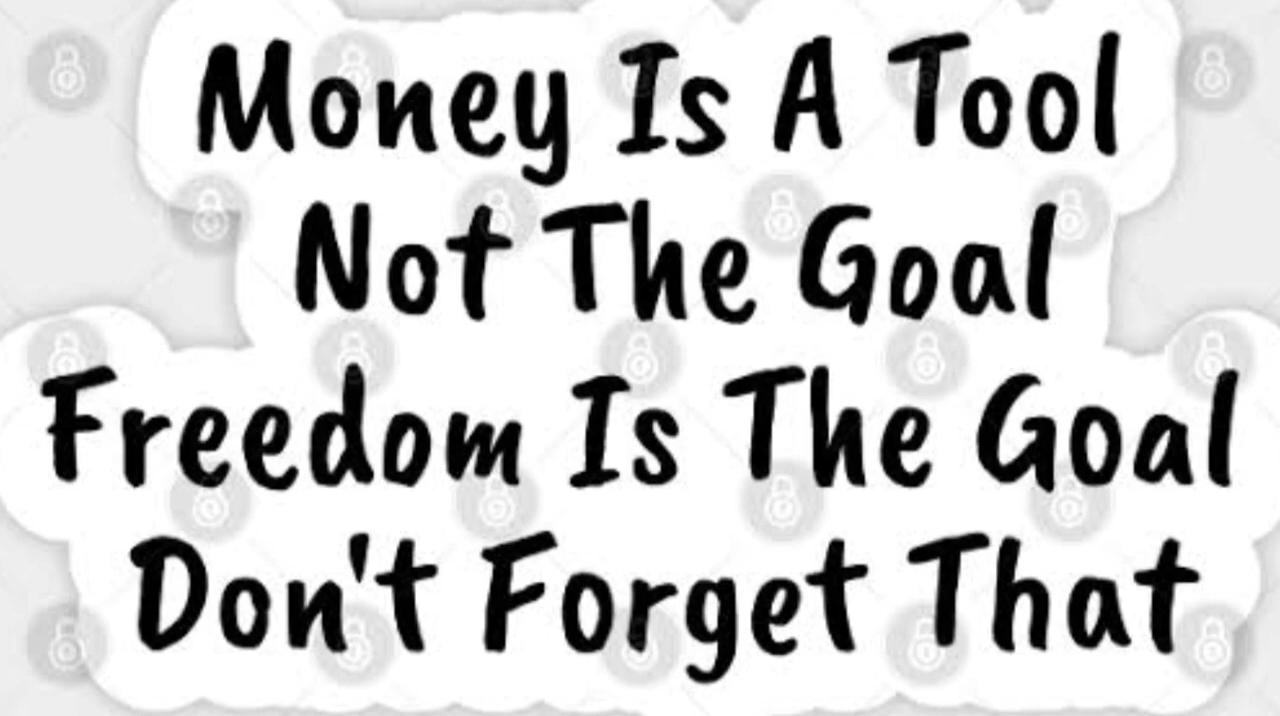 Money Is A Tool
Not The Goal
Freedom Is The Goal
Don't Forget That